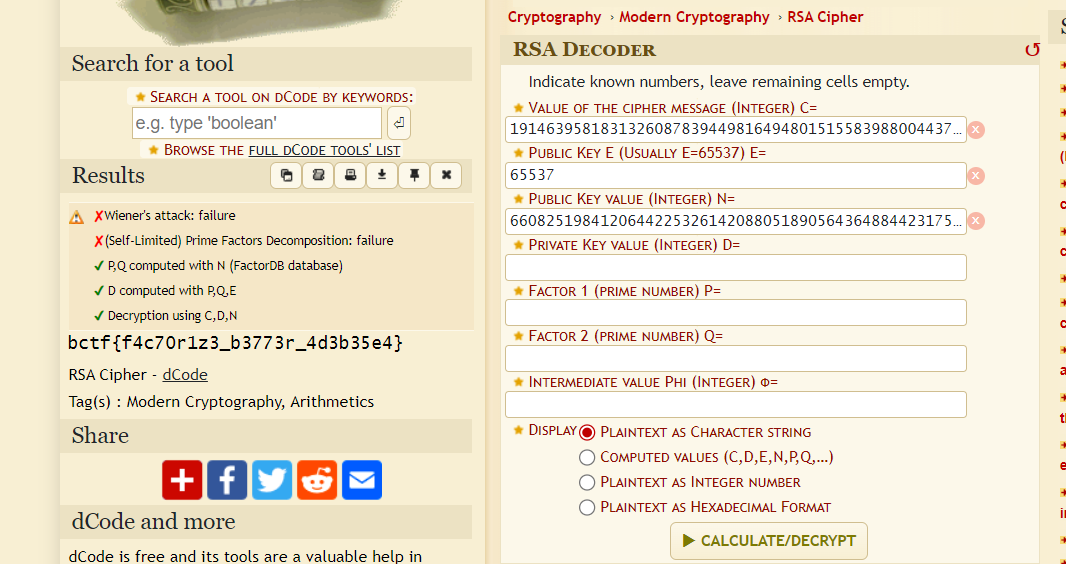 Search for a tool
SEARCH A TOOL ON DCODE BY KEYWORDS:
e.g. type 'boolean'
BROWSE THE FULL DCODE TOOLS' LIST
Results
Wiener's attack: failure
(Self-Limited) Prime Factors Decomposition: failure
P,Q computed with N (FactorDB database)
D computed with P,Q,E
Decryption using C,D,N
bctf{f4c70r1z3_b3773r_4d3b35e4}
RSA Cipher - dCode
Tag(s) : Modern Cryptography, Arithmetics
Share
dCode and more
dCode is free and its tools are a valuable help in
Cryptography › Modern Cryptography › RSA Cipher
RSA DECODER
Indicate known numbers, leave remaining cells empty.
VALUE OF THE CIPHER MESSAGE (INTEGER) C=
1914639581831326087839449816494801515583988004437...
PUBLIC KEY E (USUALLY E=65537) E=
65537
PUBLIC KEY VALUE (INTEGER) N=
6608251984120644225326142088051890564364884423175...
PRIVATE KEY VALUE (INTEGER) D=
FACTOR 1 (PRIME NUMBER) P=
FACTOR 2 (PRIME NUMBER) Q=
INTERMEDIATE VALUE PHI (INTEGER) Φ=
DISPLAY PLAINTEXT AS CHARACTER STRING
COMPUTED VALUES (C,D,E,N,P,Q,...)
PLAINTEXT AS INTEGER NUMBER
PLAINTEXT AS HEXADECIMAL FORMAT
CALCULATE/DECRYPT